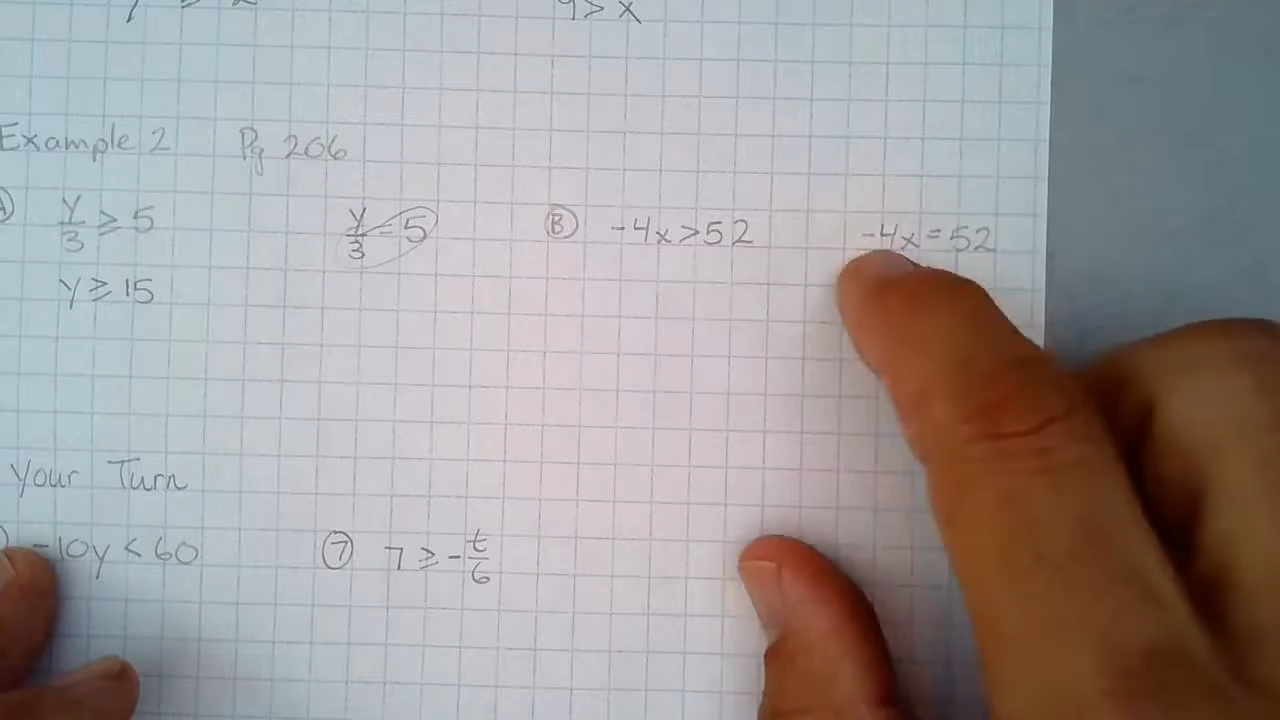 9 > x
Example 2 Pg 206
A y/3 ≥ 5 y/3 = 5 B -4x > 52 -4x = 52
y ≥ 15
Your Turn
-10y < 60 7 7 ≥ -t/6